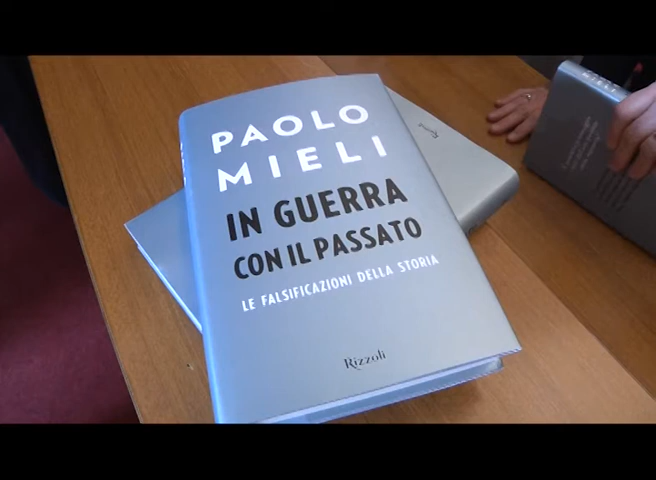 PAOLO
MIELI
IN GUERRA
CON IL PASSATO
LE FALSIFICAZIONI DELLA STORIA
Rizzoli